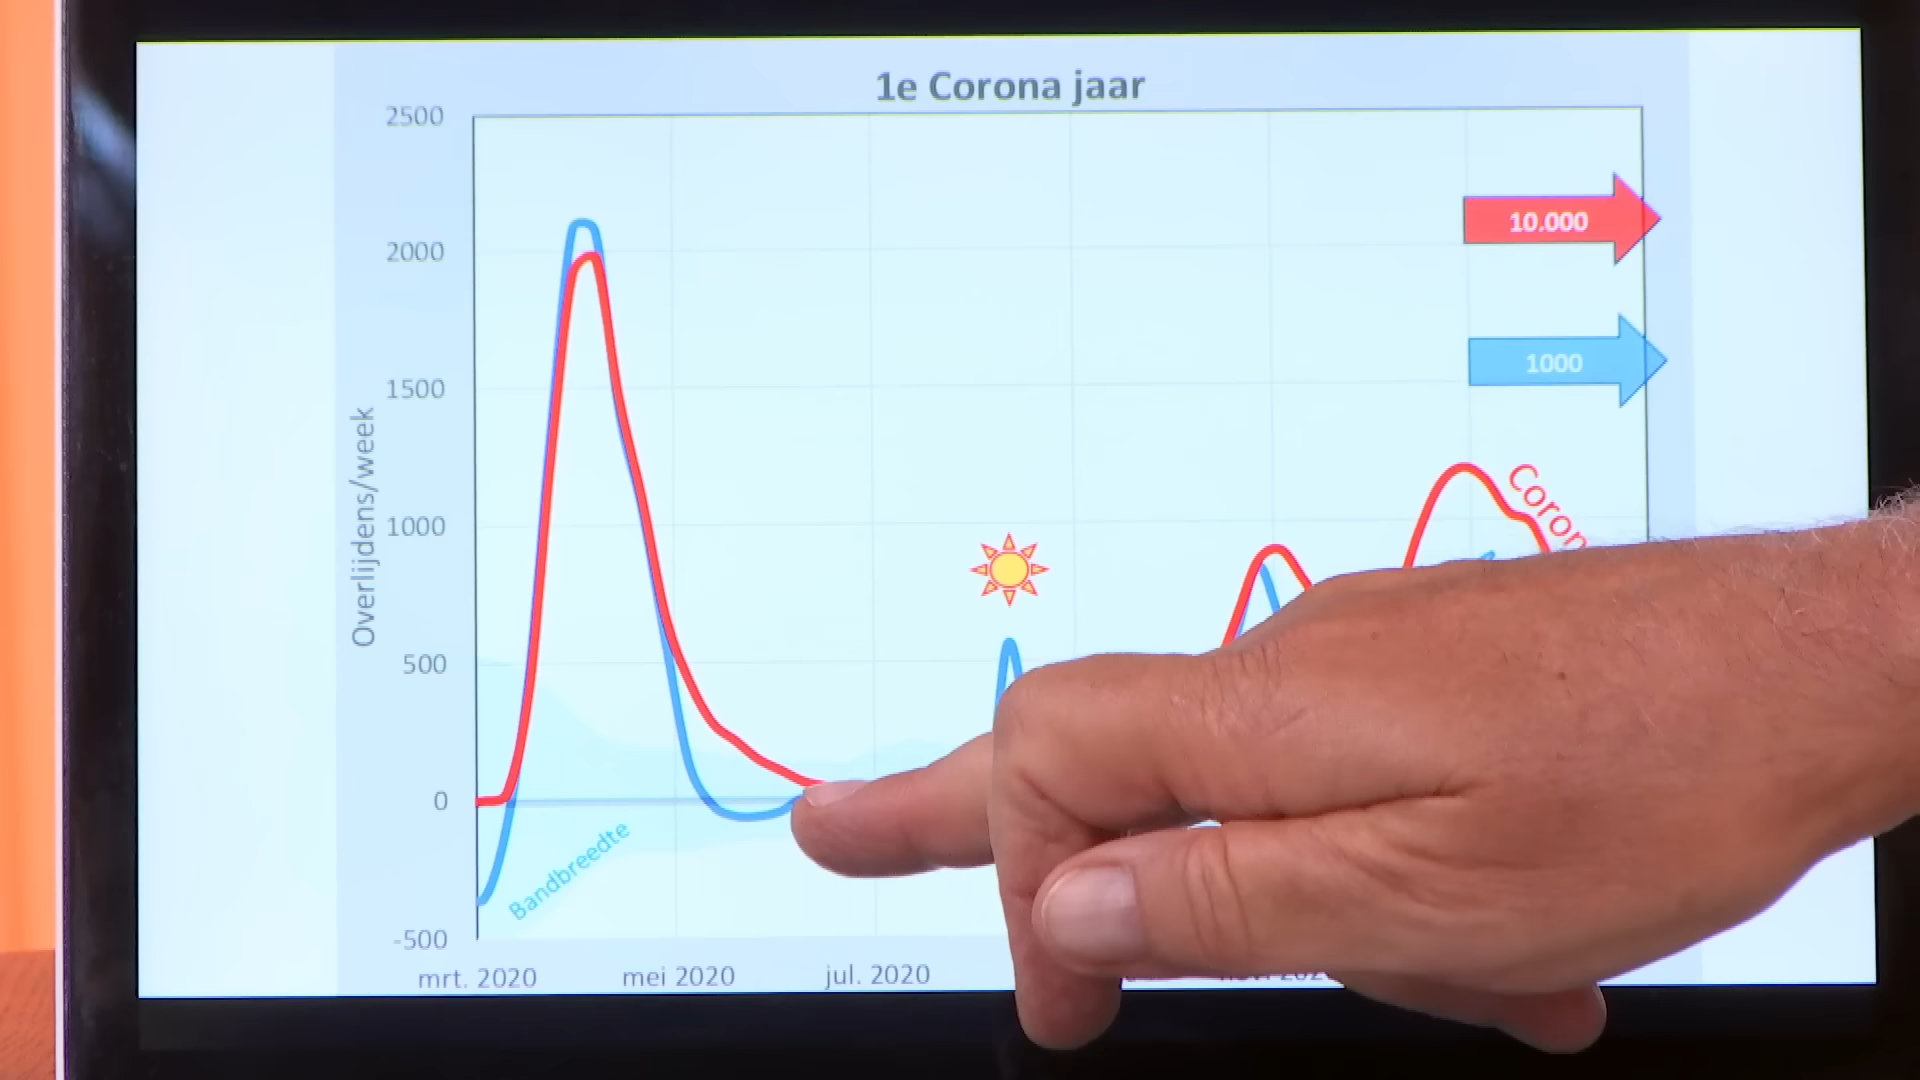 1e Corona jaar
2500
2000
1500
1000
500
0
-500
Overlijdens/week
10.000
1000
Bandbreedte
mrt. 2020
mei 2020
jul. 2020